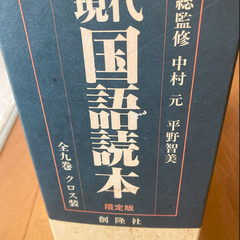 総監修 中村 元 平野智美
現代
国語読本
限定版
全九巻 クロス装
創隆社